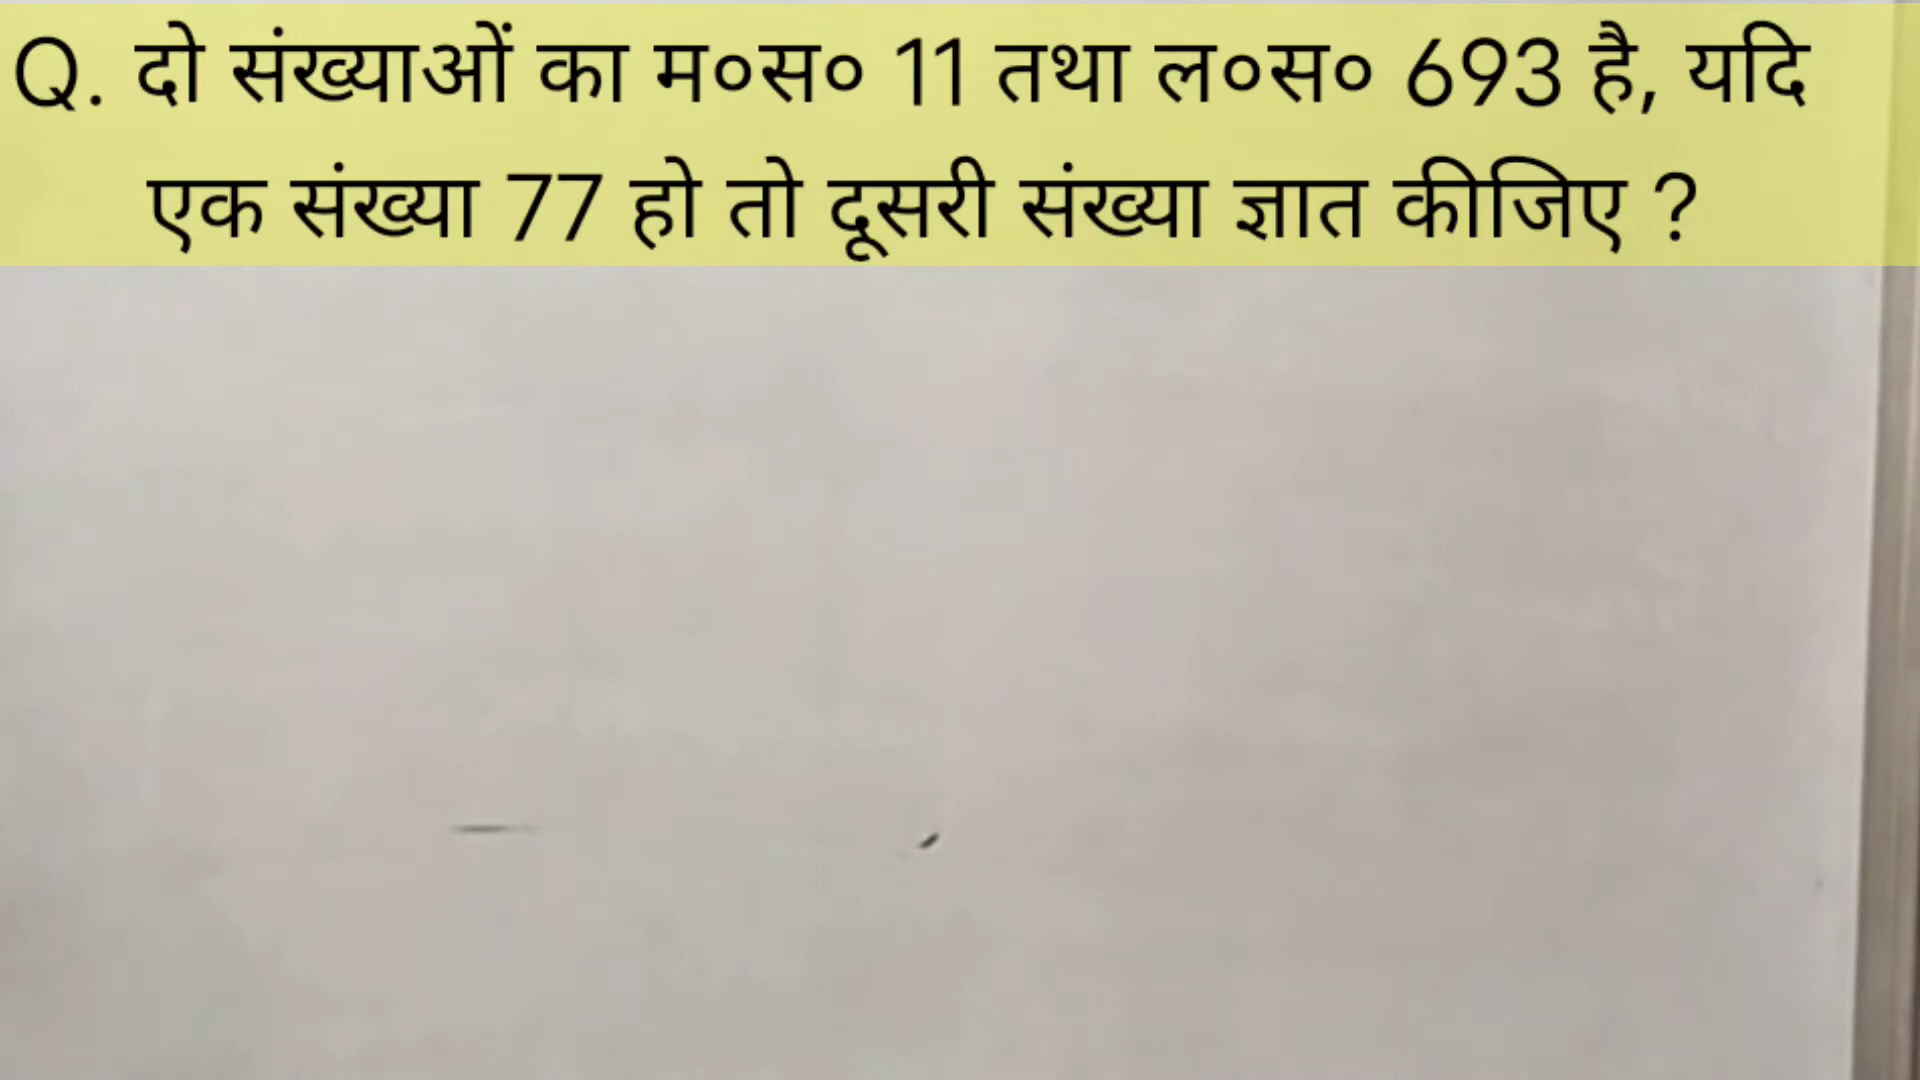 Q. दो संख्याओं का म०स० 11 तथा ल०स० 693 है, यदि
एक संख्या 77 हो तो दूसरी संख्या ज्ञात कीजिए ?